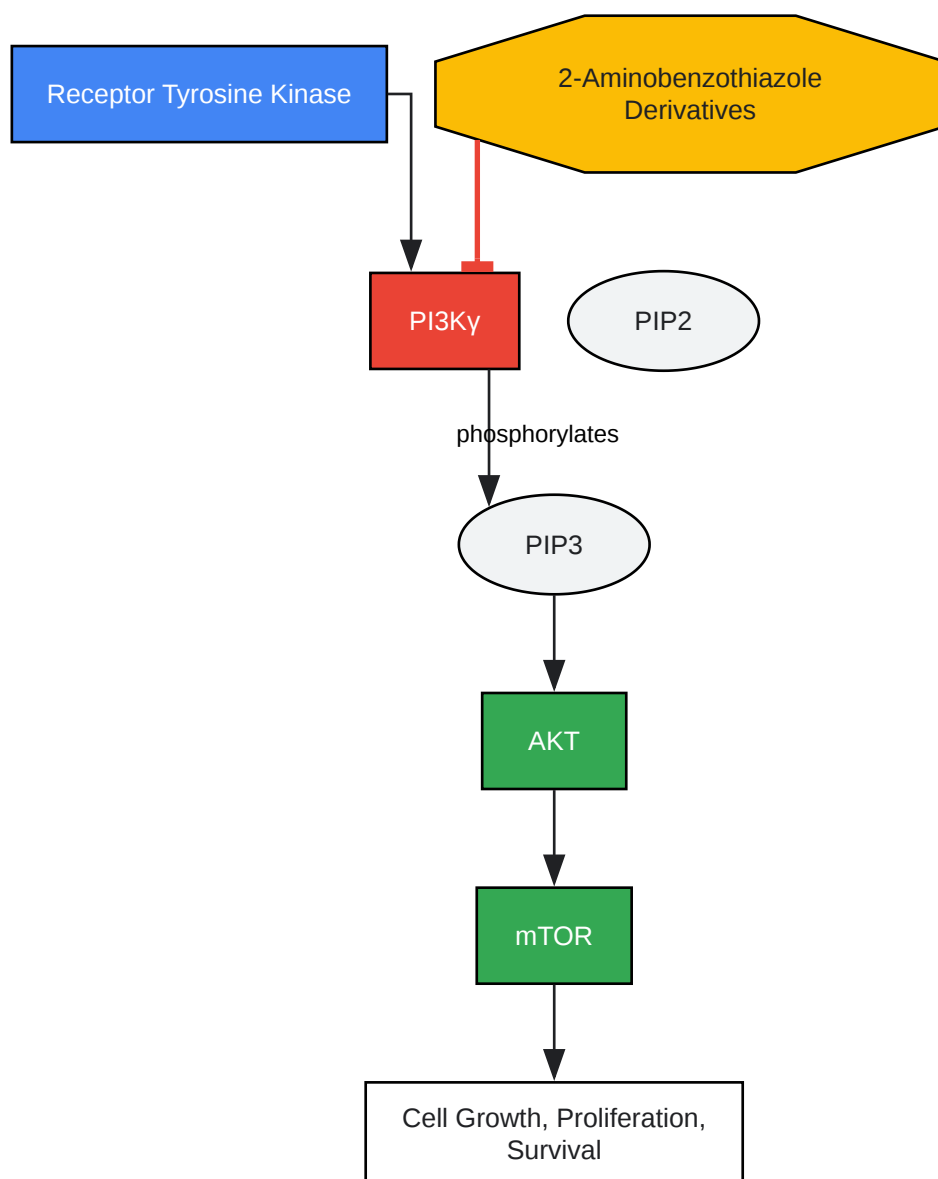 Receptor Tyrosine Kinase
2-Aminobenzothiazole
Derivatives
PI3Kγ
PIP2
phosphorylates
PIP3
AKT
mTOR
Cell Growth, Proliferation,
Survival